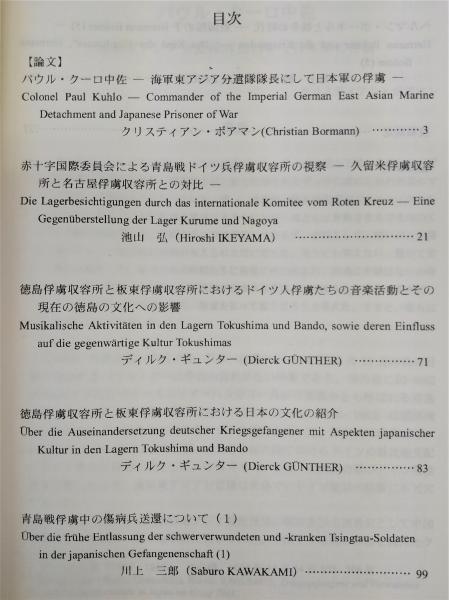 目次
【論文】
パウル・クーロ中佐 ― 海軍東アジア分遣隊隊長にして日本軍の俘虜 ―
Colonel Paul Kuhlo — Commander of the Imperial German East Asian Marine
Detachment and Japanese Prisoner of War
クリスティアン・ボアマン(Christian Bormann) ………… 3
赤十字国際委員会による青島戦ドイツ兵俘虜収容所の視察 ― 久留米俘虜収容
所と名古屋俘虜収容所との対比 ―
Die Lagerbesichtigungen durch das internationale Komitee vom Roten Kreuz — Eine
Gegenüberstellung der Lager Kurume und Nagoya
池山 弘(Hiroshi IKEYAMA) ………………………… 21
徳島俘虜収容所と板東俘虜収容所におけるドイツ人俘虜たちの音楽活動とその
現在の徳島の文化への影響
Musikalische Aktivitäten in den Lagern Tokushima und Bando, sowie deren Einfluss
auf die gegenwärtige Kultur Tokushimas
ディルク・ギュンター (Dierck GÜNTHER) …………… 71
徳島俘虜収容所と板東俘虜収容所における日本の文化の紹介
Über die Auseinandersetzung deutscher Kriegsgefangener mit Aspekten japanischer
Kultur in den Lagern Tokushima und Bando
ディルク・ギュンター (Dierck GÜNTHER) …………… 83
青島戦俘虜中の傷病兵送還について(1)
Über die frühe Entlassung der schwerverwundeten und -kranken Tsingtau-Soldaten
in der japanischen Gefangenenschaft (1)
川上 三郎(Saburo KAWAKAMI)……………………… 99